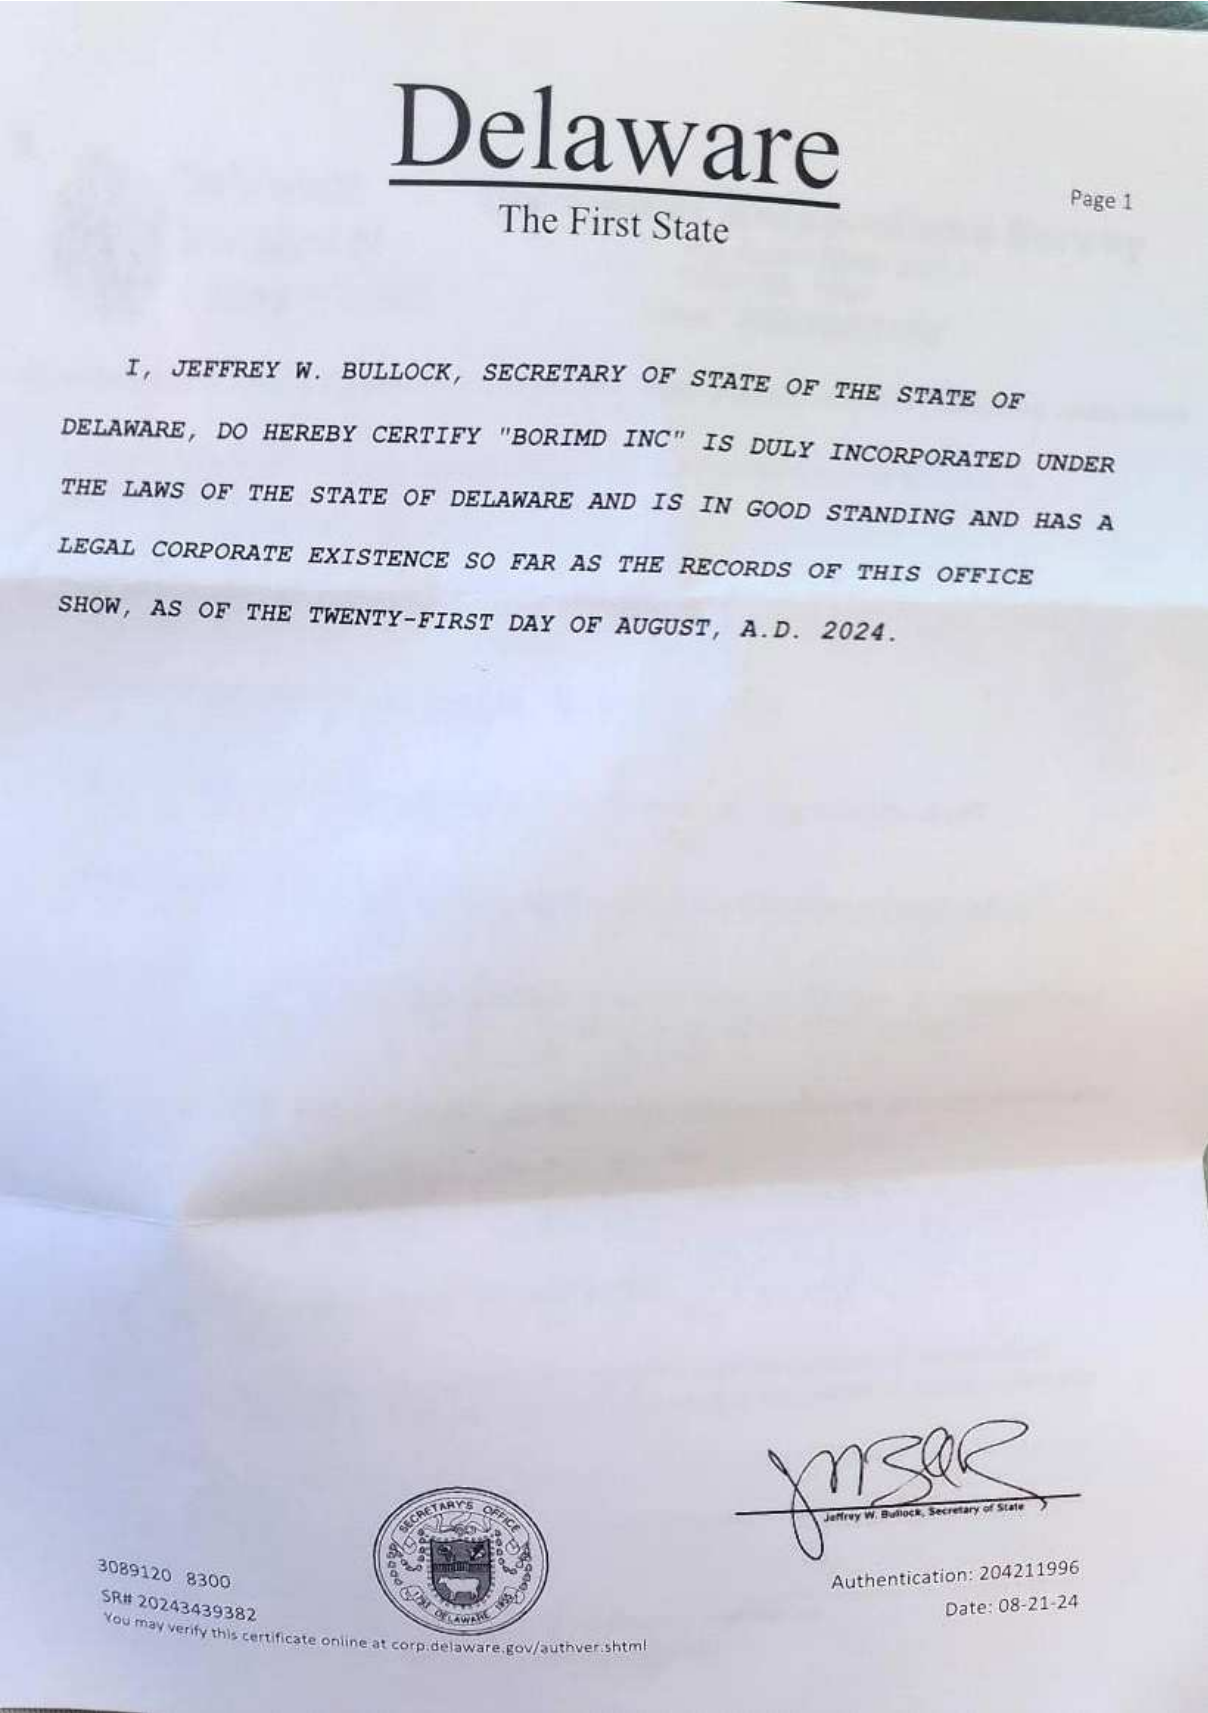 Delaware
The First State
Page 1
I, JEFFREY W. BULLOCK, SECRETARY OF STATE OF THE STATE OF
DELAWARE, DO HEREBY CERTIFY "BORIMD INC" IS DULY INCORPORATED UNDER
THE LAWS OF THE STATE OF DELAWARE AND IS IN GOOD STANDING AND HAS A
LEGAL CORPORATE EXISTENCE SO FAR AS THE RECORDS OF THIS OFFICE
SHOW, AS OF THE TWENTY-FIRST DAY OF AUGUST, A.D. 2024.
Jeffrey W. Bullock, Secretary of State
SECRETARY'S OFFICE
DELAWARE
3089120 8300
SR# 20243439382
You may verify this certificate online at corp.delaware.gov/authver.shtml
Authentication: 204211996
Date: 08-21-24